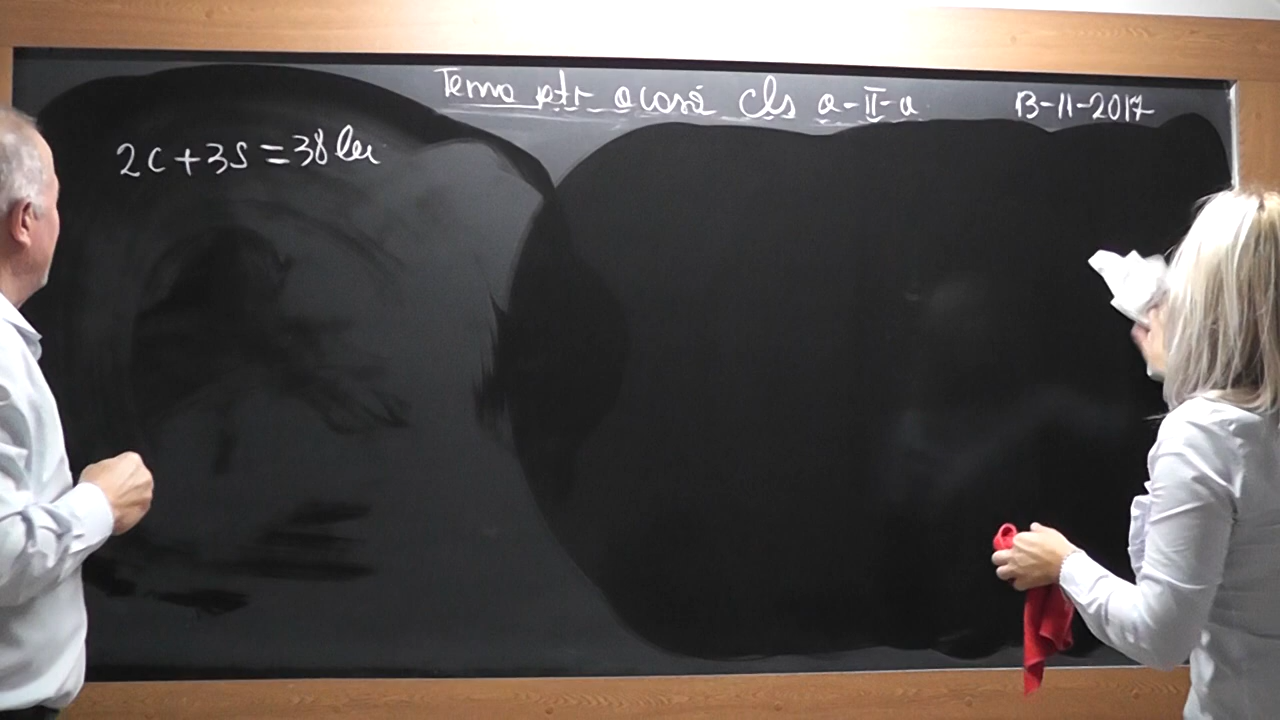 Tema ptr acasă cls a-II-a 13-11-2017
2c+3s=38 lei